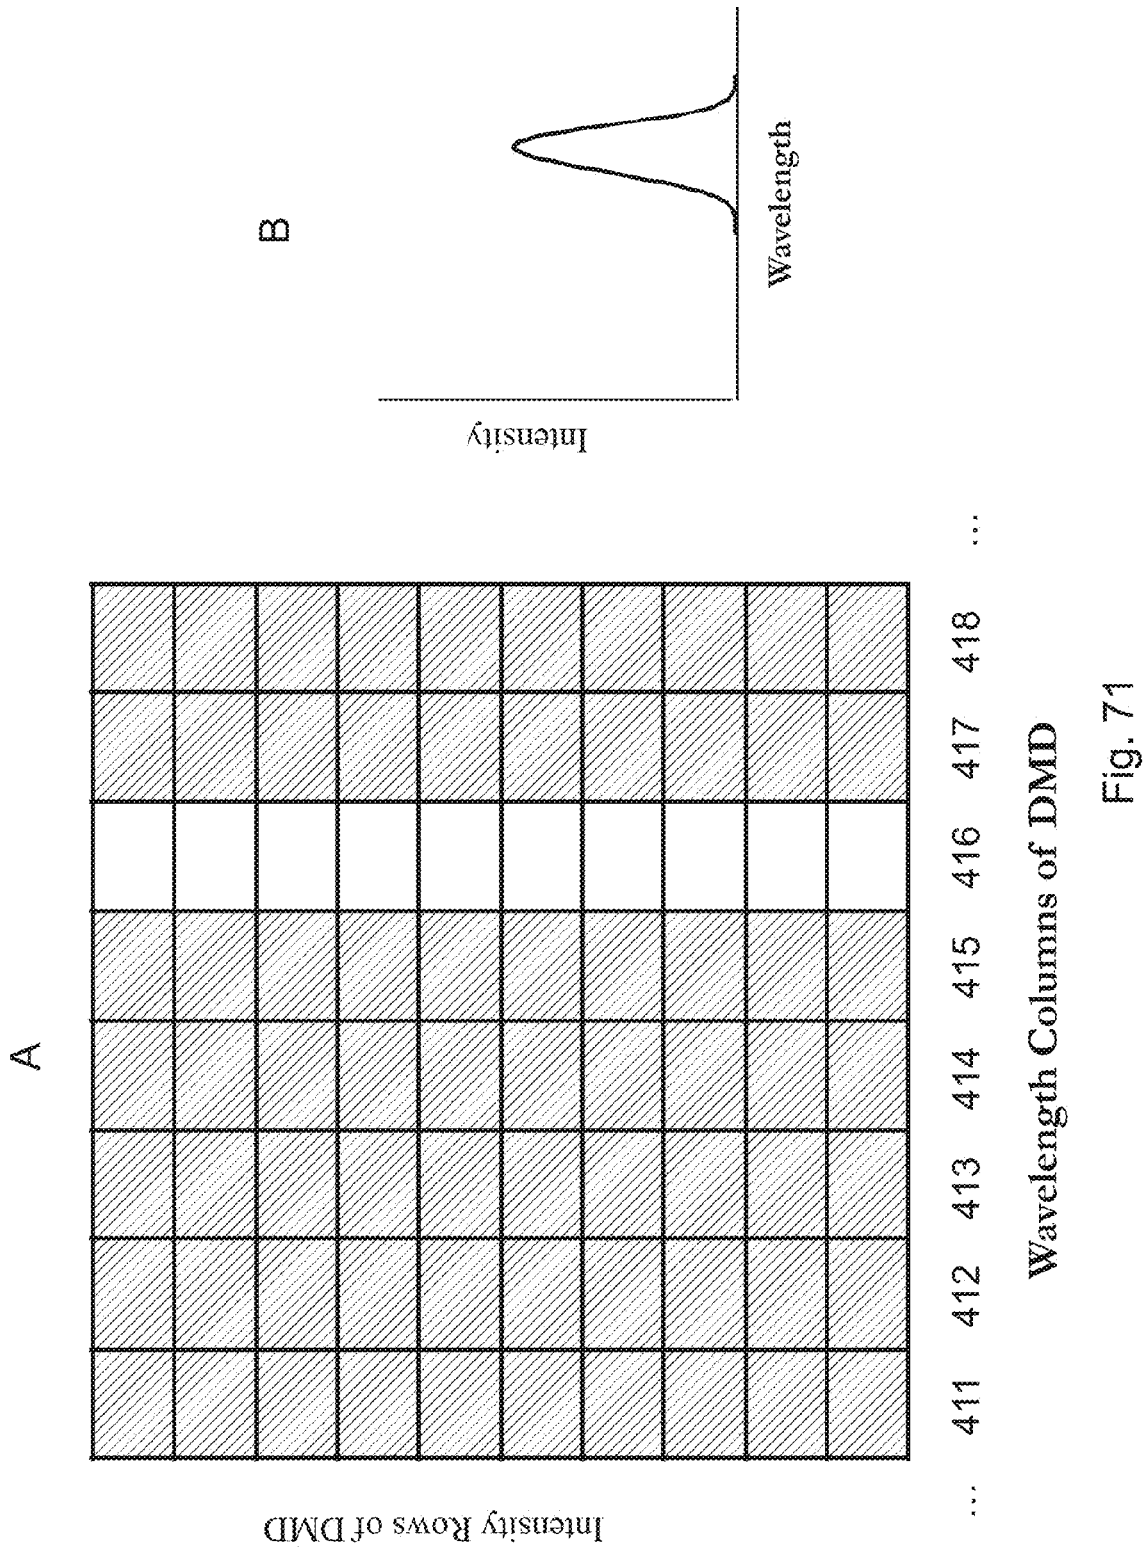 A
Intensity Rows of DMD
... 411 412 413 414 415 416 417 418 ...
Wavelength Columns of DMD
B
Intensity
Wavelength
Fig. 71